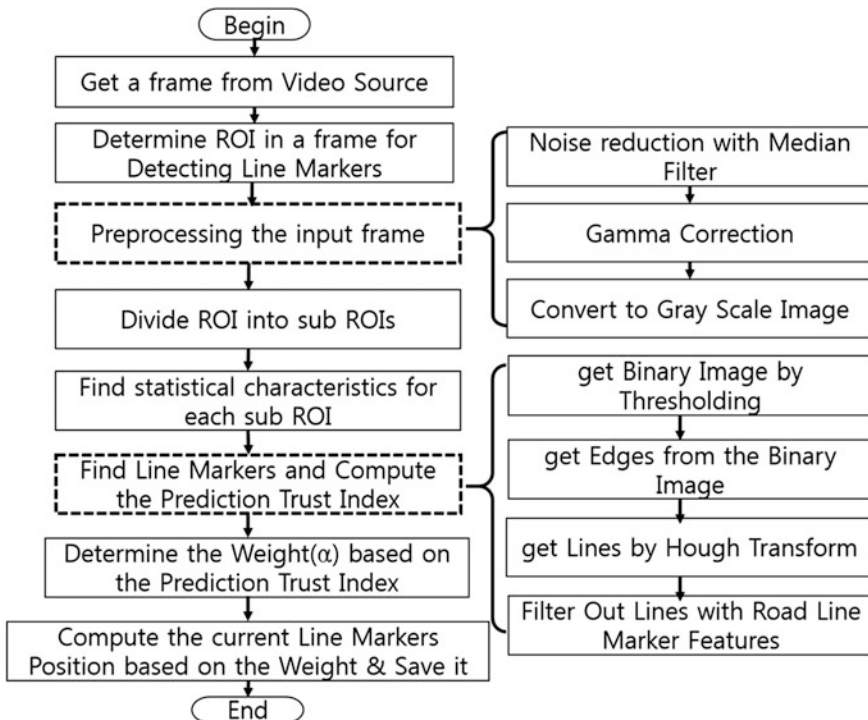 Begin
Get a frame from Video Source
Determine ROI in a frame for
Detecting Line Markers
Preprocessing the input frame
Divide ROI into sub ROIs
Find statistical characteristics for
each sub ROI
Find Line Markers and Compute
the Prediction Trust Index
Determine the Weight(α) based on
the Prediction Trust Index
Compute the current Line Markers
Position based on the Weight & Save it
End
Noise reduction with Median
Filter
Gamma Correction
Convert to Gray Scale Image
get Binary Image by
Thresholding
get Edges from the Binary
Image
get Lines by Hough Transform
Filter Out Lines with Road Line
Marker Features